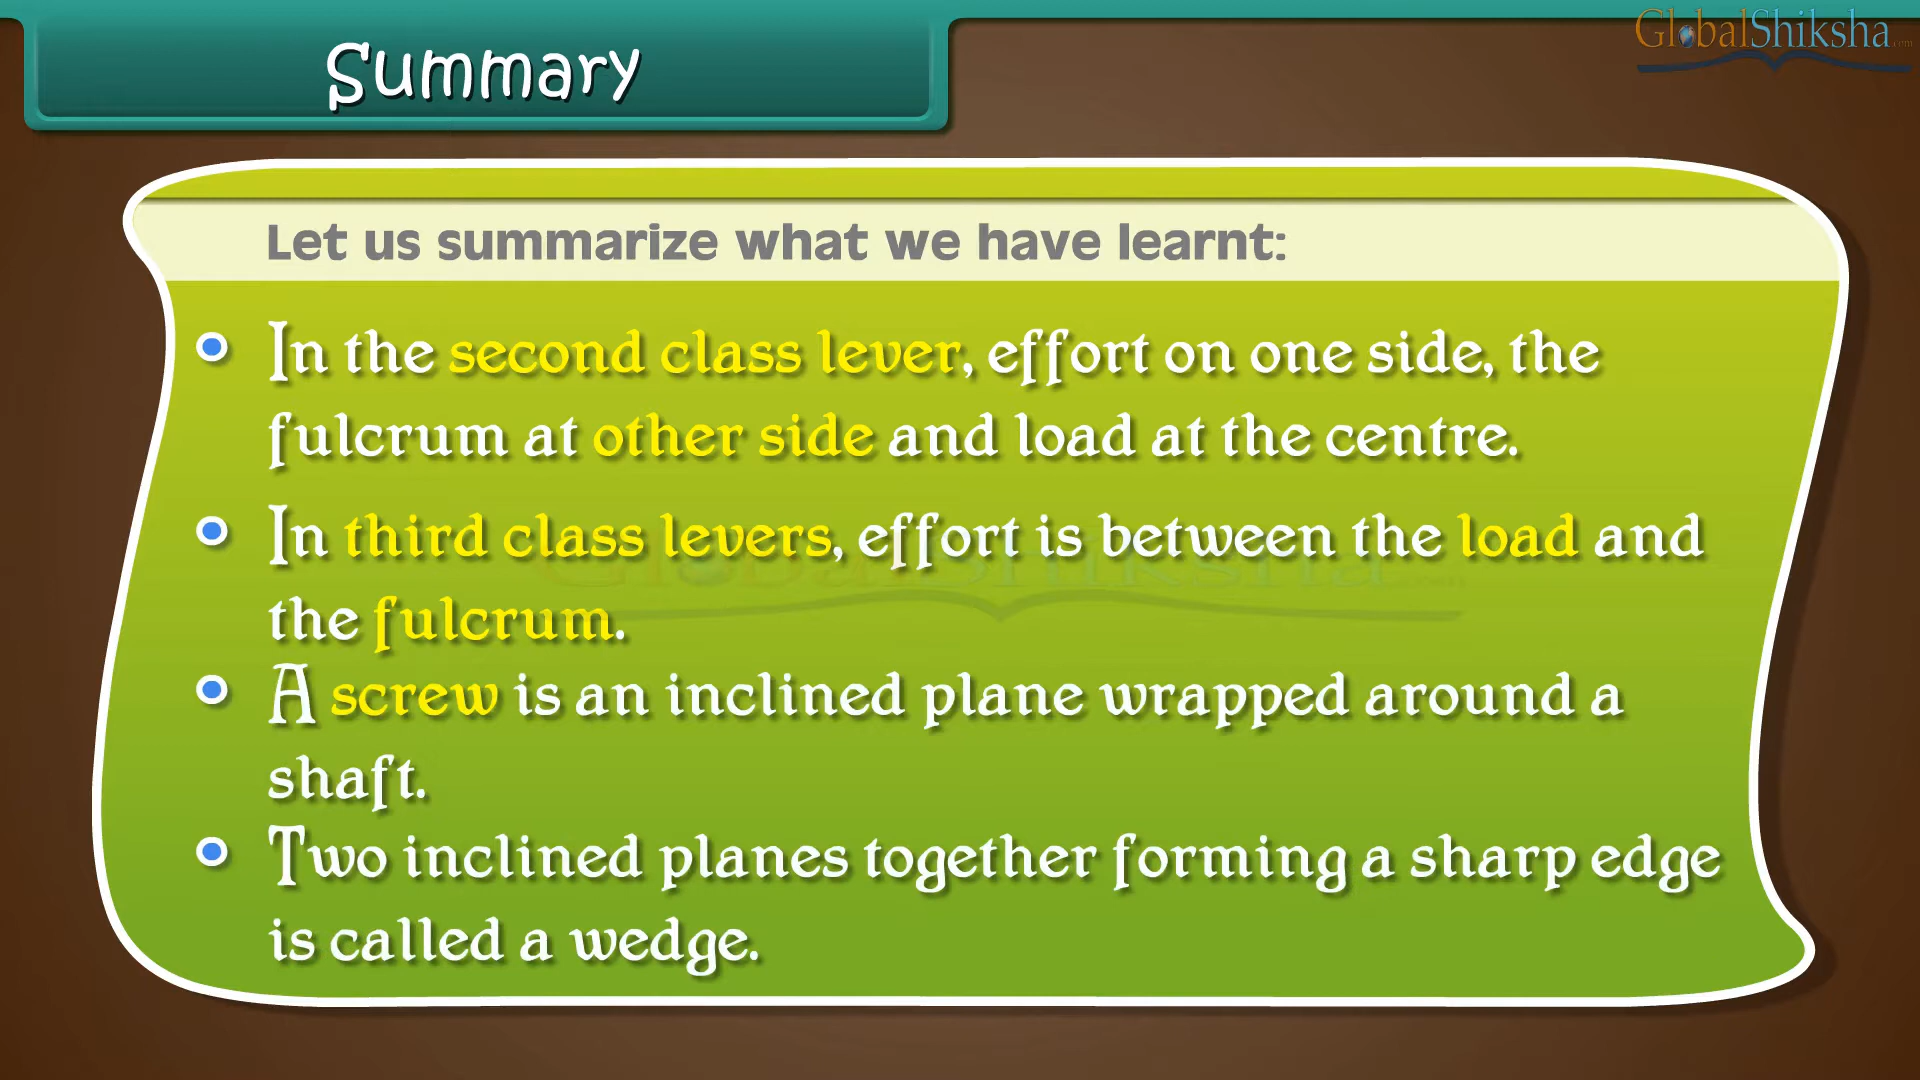 Summary
GlobalShiksha.com
Let us summarize what we have learnt:
In the second class lever, effort on one side, the
fulcrum at other side and load at the centre.
In third class levers, effort is between the load and
the fulcrum.
A screw is an inclined plane wrapped around a
shaft.
Two inclined planes together forming a sharp edge
is called a wedge.
GlobalShiksha.com